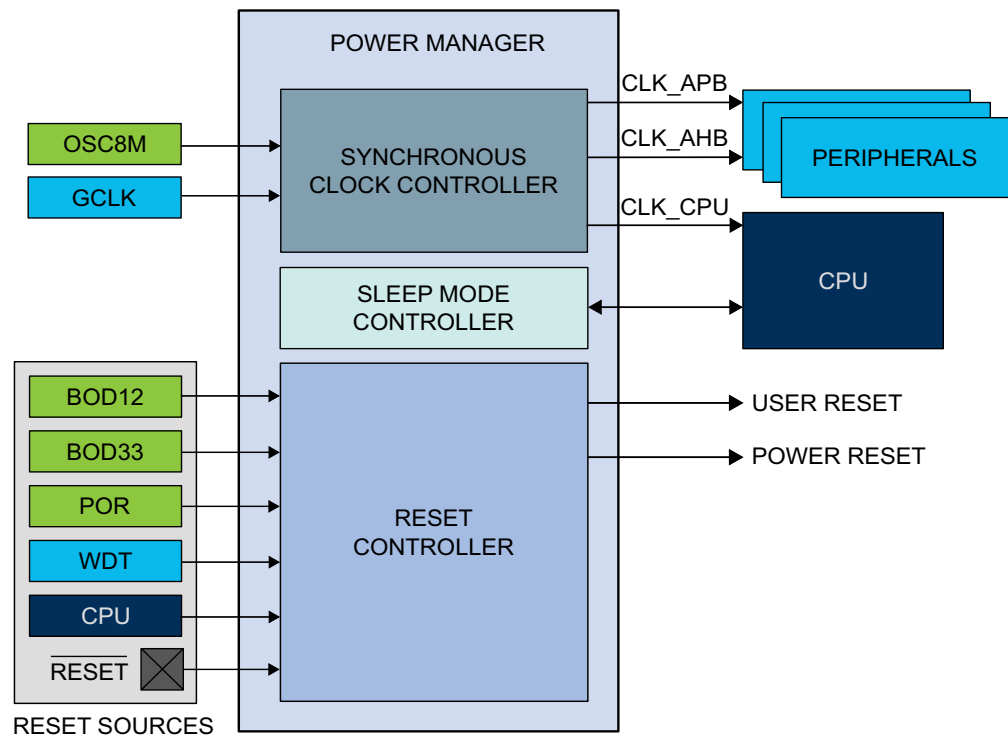 POWER MANAGER
OSC8M
GCLK
SYNCHRONOUS
CLOCK CONTROLLER
CLK_APB
CLK_AHB
CLK_CPU
PERIPHERALS
CPU
SLEEP MODE
CONTROLLER
BOD12
BOD33
POR
WDT
CPU
RESET
RESET SOURCES
RESET
CONTROLLER
USER RESET
POWER RESET